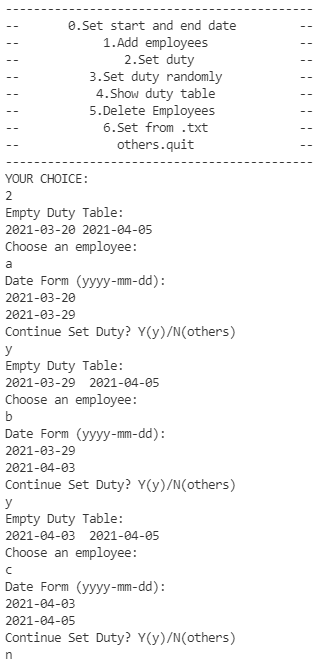 --------------------------------------------
--       0.Set start and end date         --
--            1.Add employees             --
--               2.Set duty               --
--          3.Set duty randomly           --
--           4.Show duty table            --
--          5.Delete Employees            --
--            6.Set from .txt             --
--              others.quit               --
--------------------------------------------
YOUR CHOICE:
2
Empty Duty Table:
2021-03-20 2021-04-05
Choose an employee:
a
Date Form (yyyy-mm-dd):
2021-03-20
2021-03-29
Continue Set Duty? Y(y)/N(others)
y
Empty Duty Table:
2021-03-29  2021-04-05
Choose an employee:
b
Date Form (yyyy-mm-dd):
2021-03-29
2021-04-03
Continue Set Duty? Y(y)/N(others)
y
Empty Duty Table:
2021-04-03  2021-04-05
Choose an employee:
c
Date Form (yyyy-mm-dd):
2021-04-03
2021-04-05
Continue Set Duty? Y(y)/N(others)
n